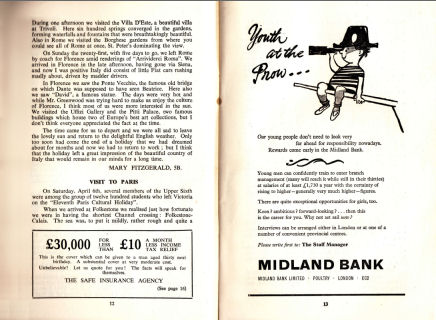 During one afternoon we visited the Villa D'Este, a beautiful villa
at Trivoli. Here six hundred springs converged in the gardens,
forming waterfalls and fountains that were breathtakingly beautiful.
Also in Rome we visited the Borghese gardens from where you
could see all of Rome at once, St. Peter's dominating the view.
On Sunday the twenty-first, with five days to go, we left Rome
by coach for Florence amid renderings of "Arrivederci Roma". We
arrived in Florence in the late afternoon, having gone via Siena,
and now I was positive Italy did consist of little Fiat cars rushing
madly about, driven by madder drivers.
In Florence we saw the Ponte Vecchio, the famous old bridge
on which Dante was supposed to have seen Beatrice. Here also
we saw "David", a famous statue. The days were very hot and
while Mr. Greenwood was trying hard to make us enjoy the culture
of Florence, I think most of us were more interested in the sun.
We visited the Uffizi Gallery and the Piti Palace, two famous
buildings which house two of Europe's best art collections, but I
don't think everyone appreciated the fact at the time.
The time came for us to depart and we were all sad to leave
the lovely sun and return to the delightful English weather. Only
too soon had come the end of a holiday that we had dreamed
about for months and now we had to return to work; but I think
that the holiday left a great impression of the beautiful country of
Italy that would remain in our minds for a long time.
MARY FITZGERALD, 5B.
VISIT TO PARIS
On Saturday, April 6th, several members of the Upper Sixth
were among the group of twelve hundred students who left Victoria
on the "Eleventh Paris Cultural Holiday".
When we arrived at Folkestone we realised just how fortunate
we were in having the shortest Channel crossing: Folkestone-
Calais. The sea was, to put it mildly, rather rough and quite a
£30,000 FOR LESS THAN £10 A MONTH LESS INCOME TAX RELIEF
This is the cover which can be given to a man aged thirty next
birthday. A substantial cover at very moderate cost.
Unbelievable! Let us quote for you! The facts will speak for
themselves.
THE SAFE INSURANCE AGENCY
(See page 16)
12
Youth
at the
Prow...
Our young people don't need to look very
far ahead for responsibility nowadays.
Rewards come early in the Midland Bank.
Young men can confidently train to enter branch
management (many will reach it while still in their thirties)
at salaries of at least £1,750 a year with the certainty of
rising to higher—generally very much higher—figures.
There are quite exceptional opportunities for girls, too.
Keen? ambitious? forward-looking? . . . then this
is the career for you. Why not set sail now?
Interviews can be arranged either in London or at one of a
number of convenient provincial centres.
Please write first to: The Staff Manager
MIDLAND BANK
MIDLAND BANK LIMITED · POULTRY · LONDON · EC2
13